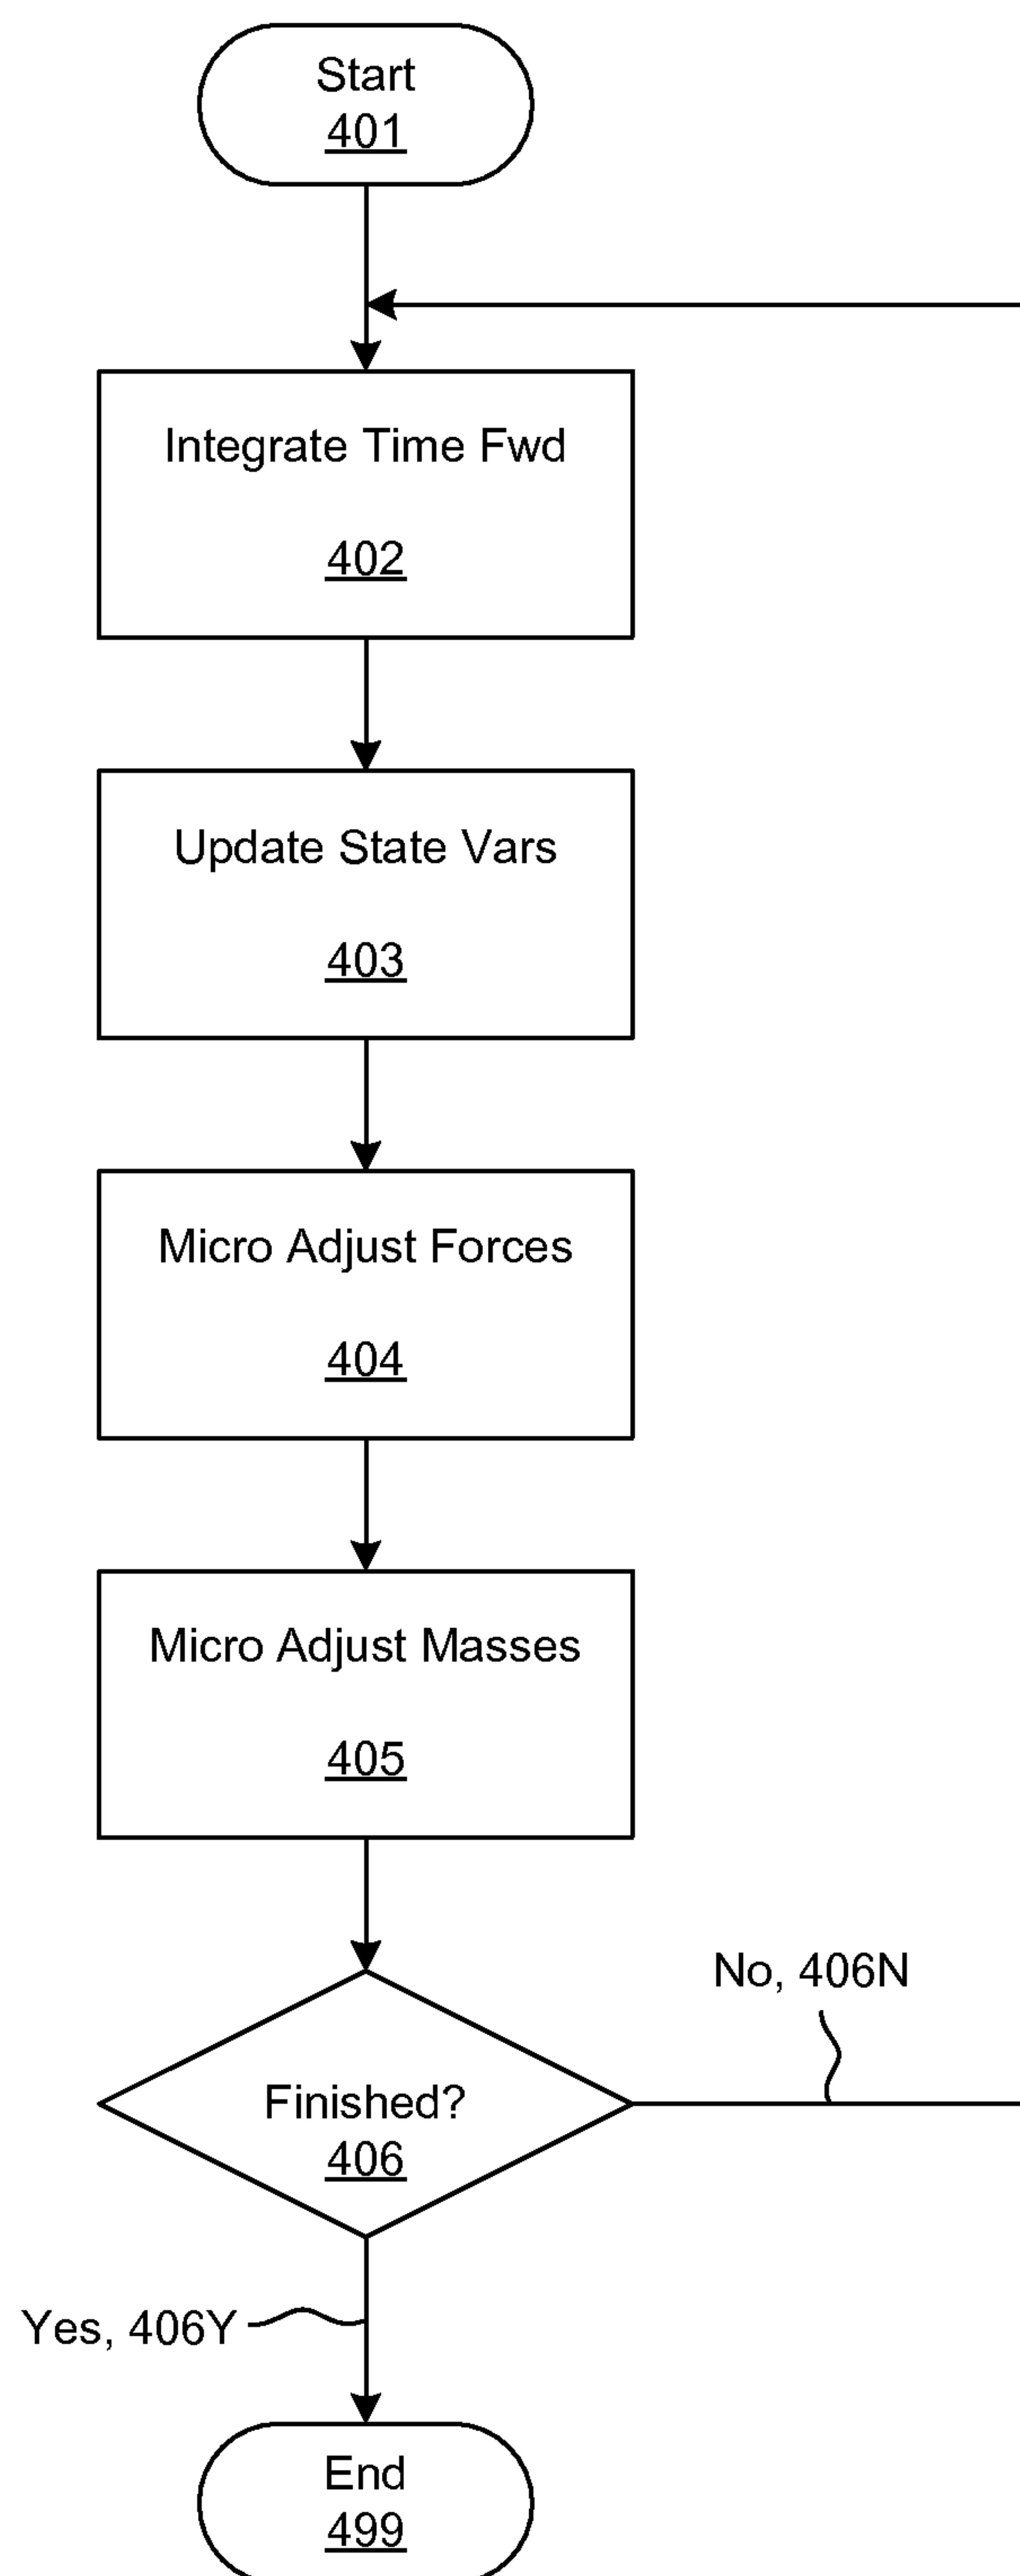 Start
401
Integrate Time Fwd
402
Update State Vars
403
Micro Adjust Forces
404
Micro Adjust Masses
405
No, 406N
Finished?
406
Yes, 406Y
End
499